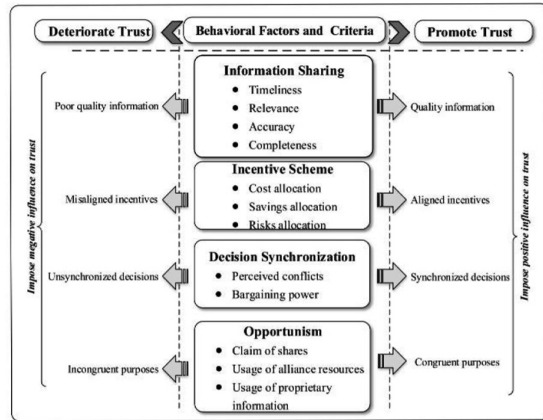 Deteriorate Trust
Behavioral Factors and Criteria
Promote Trust
Information Sharing
• Timeliness
• Relevance
• Accuracy
• Completeness
Poor quality information
Quality information
Incentive Scheme
• Cost allocation
• Savings allocation
• Risks allocation
Misaligned incentives
Aligned incentives
Decision Synchronization
• Perceived conflicts
• Bargaining power
Unsynchronized decisions
Synchronized decisions
Opportunism
• Claim of shares
• Usage of alliance resources
• Usage of proprietary
information
Incongruent purposes
Congruent purposes
Impose negative influence on trust
Impose positive influence on trust